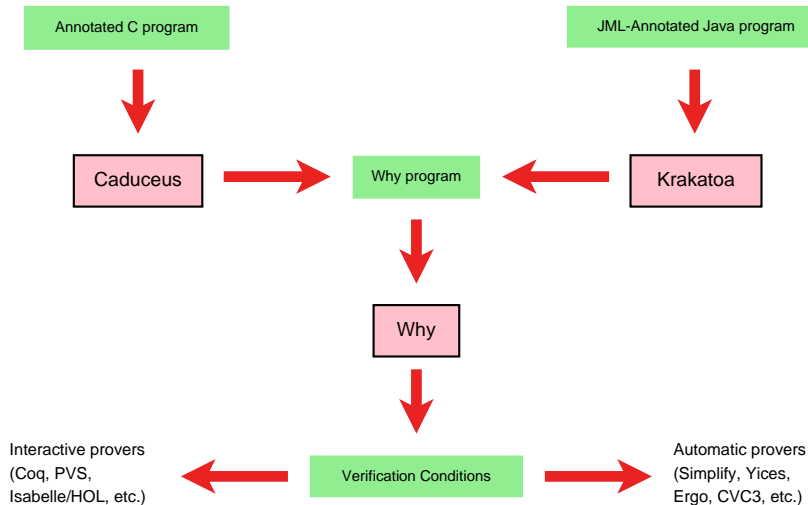 Annotated C program
JML-Annotated Java program
Caduceus
Why program
Krakatoa
Why
Interactive provers
(Coq, PVS,
Isabelle/HOL, etc.)
Verification Conditions
Automatic provers
(Simplify, Yices,
Ergo, CVC3, etc.)